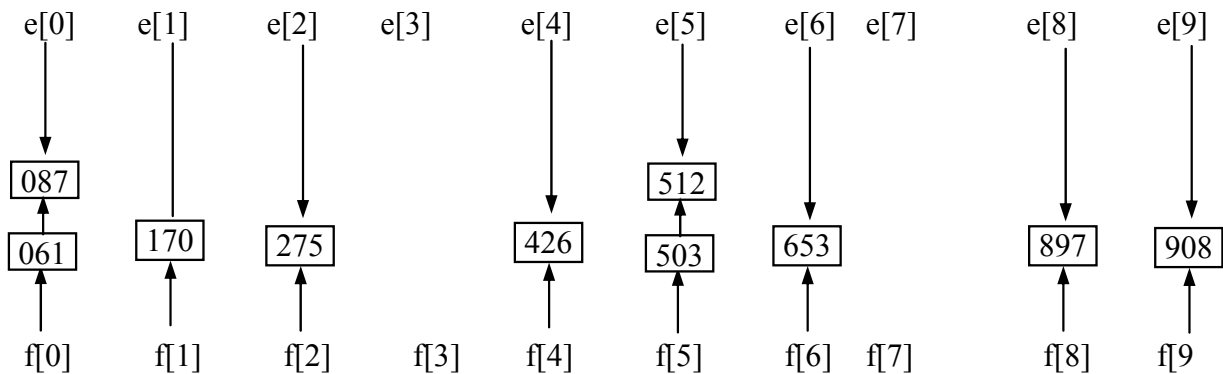 e[0] e[1] e[2] e[3] e[4] e[5] e[6] e[7] e[8] e[9]
087 512
061 170 275 426 503 653 897 908
f[0] f[1] f[2] f[3] f[4] f[5] f[6] f[7] f[8] f[9